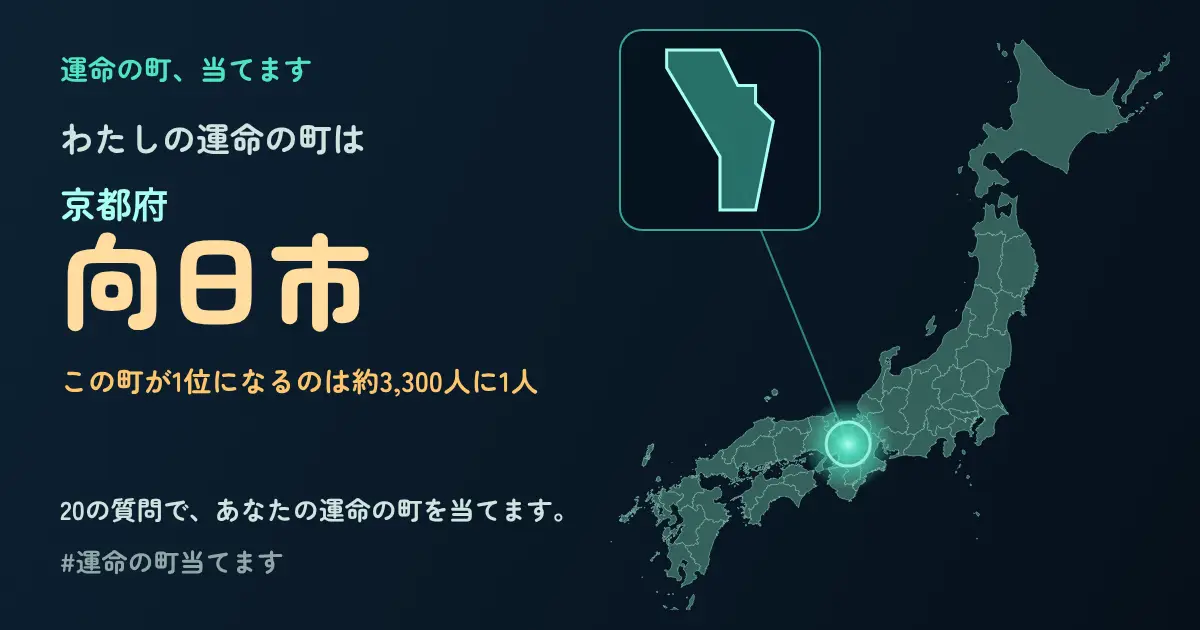 運命の町、当てます
わたしの運命の町は
京都府
向日市
この町が1位になるのは約3,300人に1人
20の質問で、あなたの運命の町を当てます。
#運命の町当てます